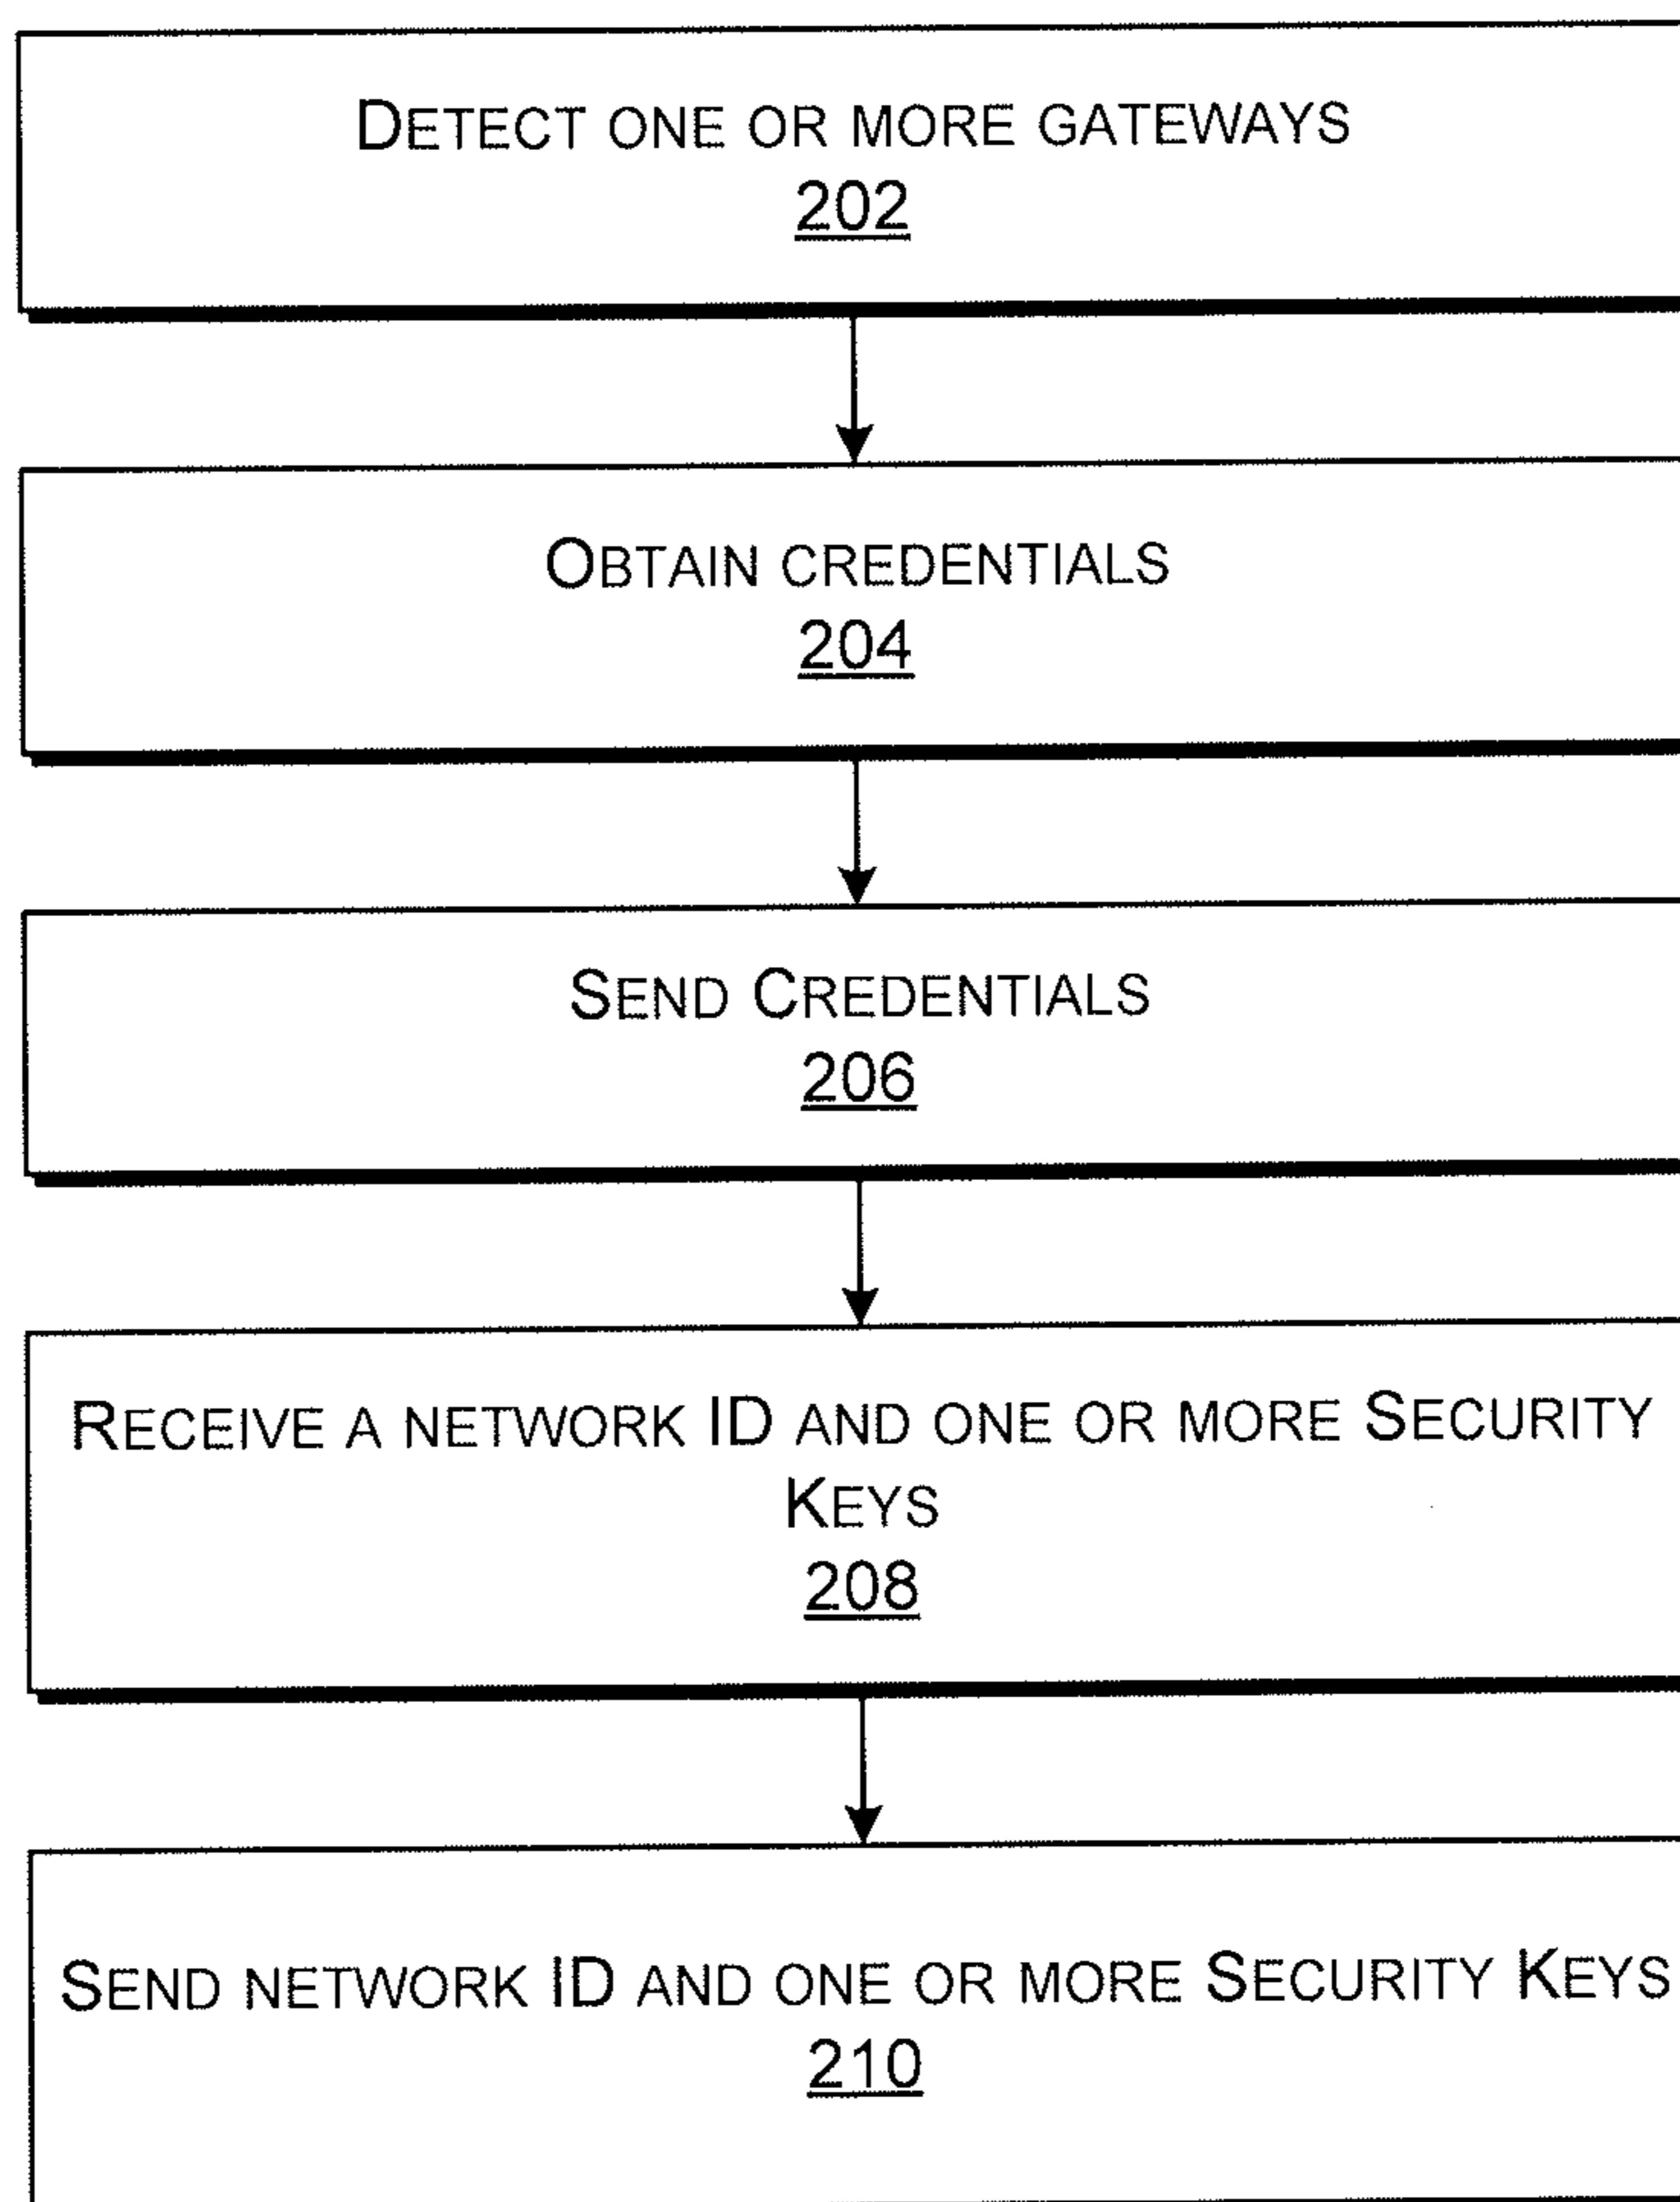 DETECT ONE OR MORE GATEWAYS
202
OBTAIN CREDENTIALS
204
SEND CREDENTIALS
206
RECEIVE A NETWORK ID AND ONE OR MORE SECURITY
KEYS
208
SEND NETWORK ID AND ONE OR MORE SECURITY KEYS
210